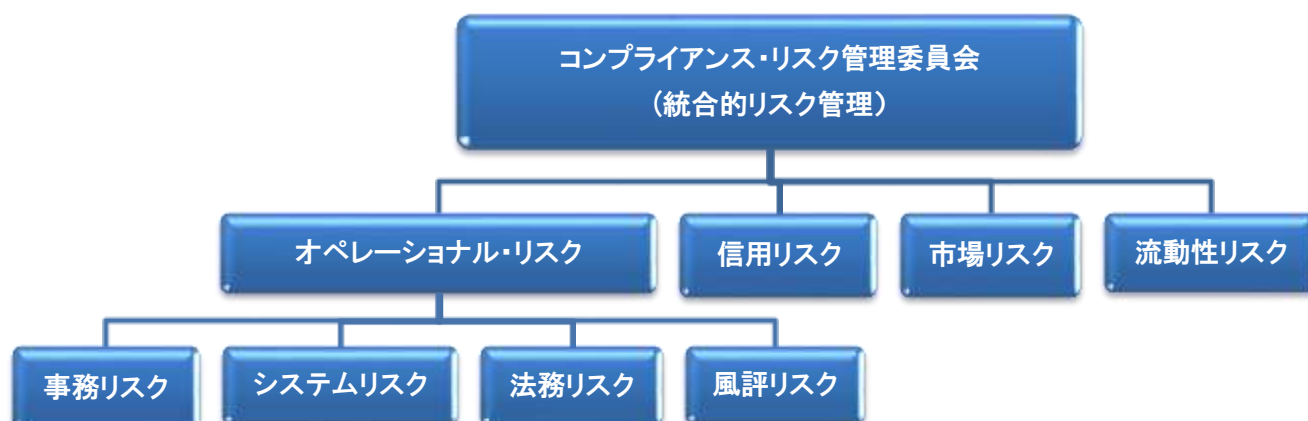 コンプライアンス・リスク管理委員会
（統合的リスク管理）
オペレーショナル・リスク
信用リスク
市場リスク
流動性リスク
事務リスク
システムリスク
法務リスク
風評リスク